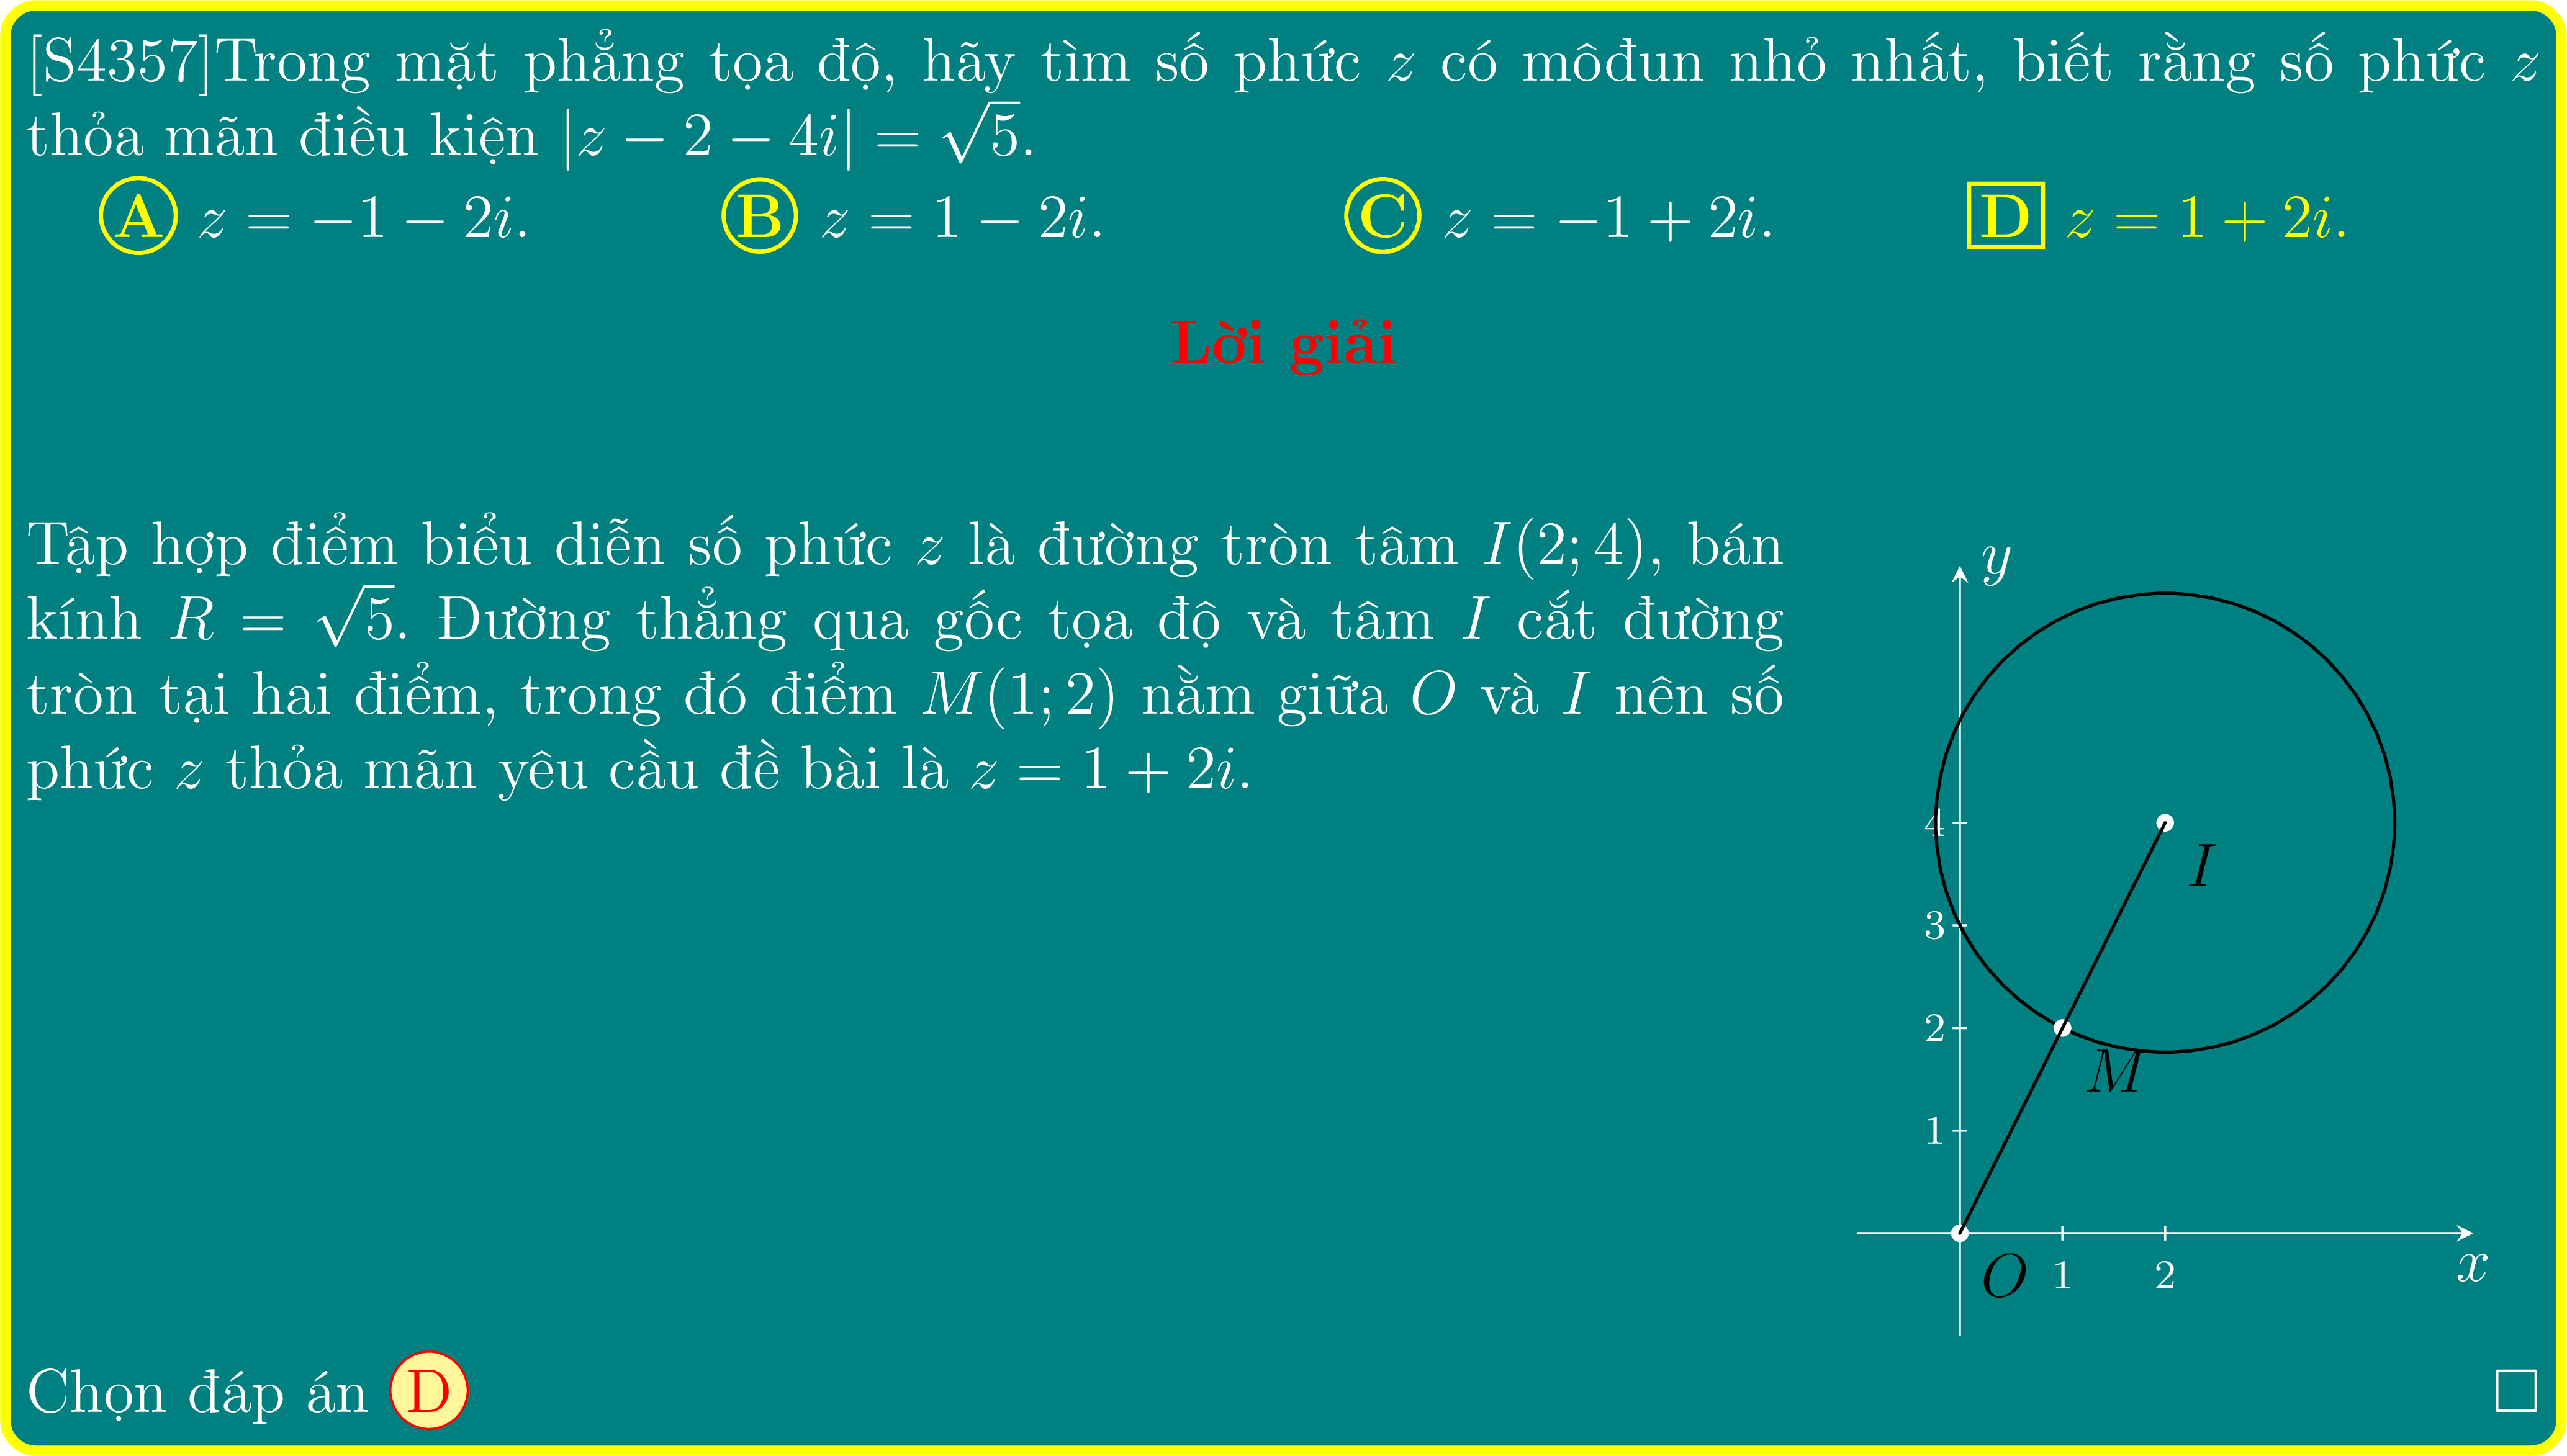 [S4357]Trong mặt phẳng tọa độ, hãy tìm số phức z có môđun nhỏ nhất, biết rằng số phức z
thỏa mãn điều kiện |z − 2 − 4i| = √5.
A z = −1 − 2i. B z = 1 − 2i. C z = −1 + 2i. D z = 1 + 2i.
Lời giải
Tập hợp điểm biểu diễn số phức z là đường tròn tâm I(2; 4), bán
kính R = √5. Đường thẳng qua gốc tọa độ và tâm I cắt đường
tròn tại hai điểm, trong đó điểm M(1; 2) nằm giữa O và I nên số
phức z thỏa mãn yêu cầu đề bài là z = 1 + 2i.
y
4
I
3
2
M
1
O 1 2 x
Chọn đáp án D